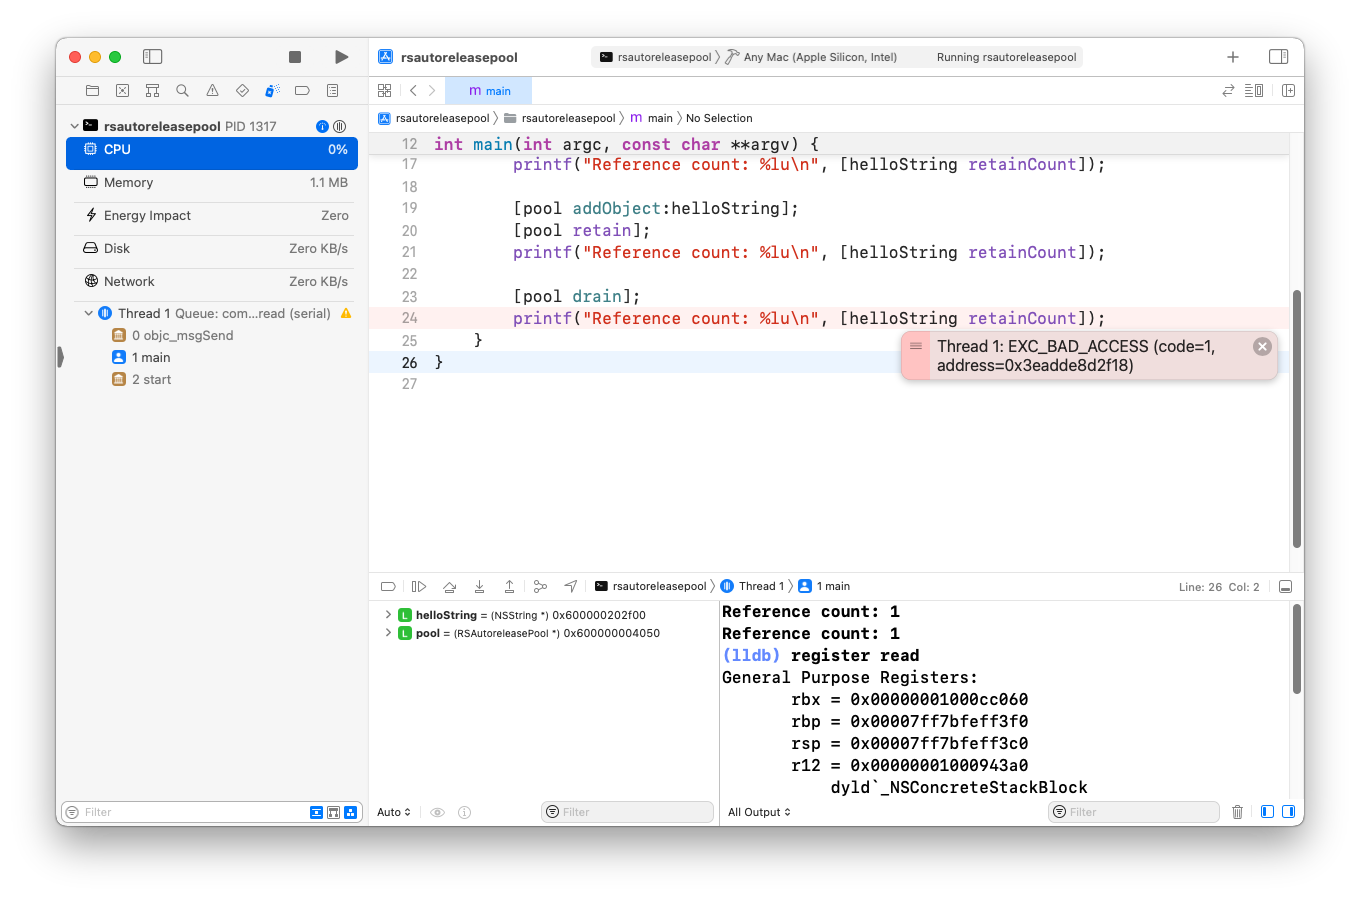 rsautoreleasepool
rsautoreleasepool
Any Mac (Apple Silicon, Intel)
Running rsautoreleasepool
m main
rsautoreleasepool PID 1317
CPU 0%
Memory 1.1 MB
Energy Impact Zero
Disk Zero KB/s
Network Zero KB/s
Thread 1 Queue: com...read (serial)
0 objc_msgSend
1 main
2 start
Filter
rsautoreleasepool rsautoreleasepool m main No Selection
12 int main(int argc, const char **argv) {
17 printf("Reference count: %lu\n", [helloString retainCount]);
18
19 [pool addObject:helloString];
20 [pool retain];
21 printf("Reference count: %lu\n", [helloString retainCount]);
22
23 [pool drain];
24 printf("Reference count: %lu\n", [helloString retainCount]);
25 }
26 }
27
Thread 1: EXC_BAD_ACCESS (code=1,
address=0x3eadde8d2f18)
rsautoreleasepool Thread 1 1 main
Line: 26 Col: 2
L helloString = (NSString *) 0x600000202f00
L pool = (RSAutoreleasePool *) 0x600000004050
Auto
Filter
Reference count: 1
Reference count: 1
(lldb) register read
General Purpose Registers:
rbx = 0x00000001000cc060
rbp = 0x00007ff7bfeff3f0
rsp = 0x00007ff7bfeff3c0
r12 = 0x00000001000943a0
dyld`_NSConcreteStackBlock
All Output
Filter